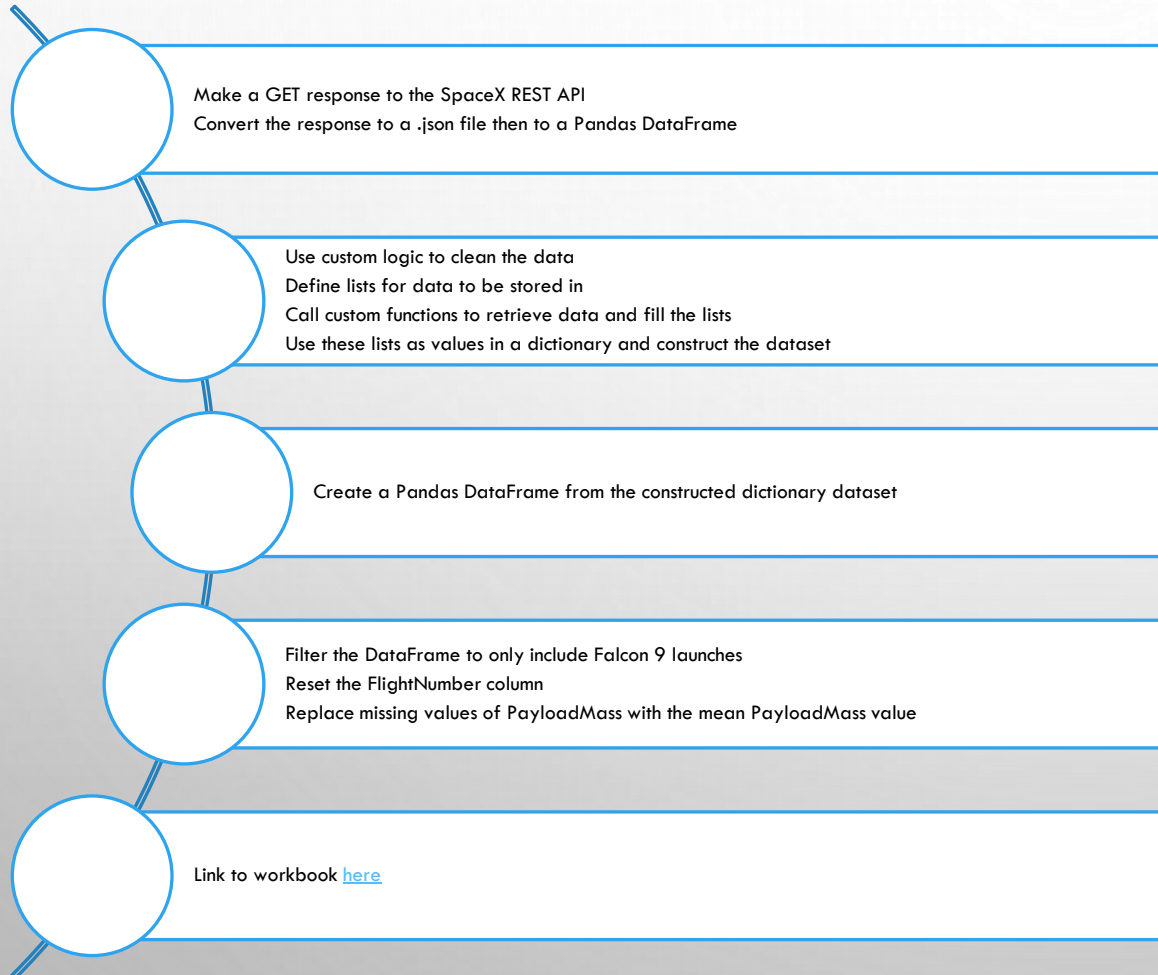 Make a GET response to the SpaceX REST API
Convert the response to a .json file then to a Pandas DataFrame
Use custom logic to clean the data
Define lists for data to be stored in
Call custom functions to retrieve data and fill the lists
Use these lists as values in a dictionary and construct the dataset
Create a Pandas DataFrame from the constructed dictionary dataset
Filter the DataFrame to only include Falcon 9 launches
Reset the FlightNumber column
Replace missing values of PayloadMass with the mean PayloadMass value
Link to workbook here